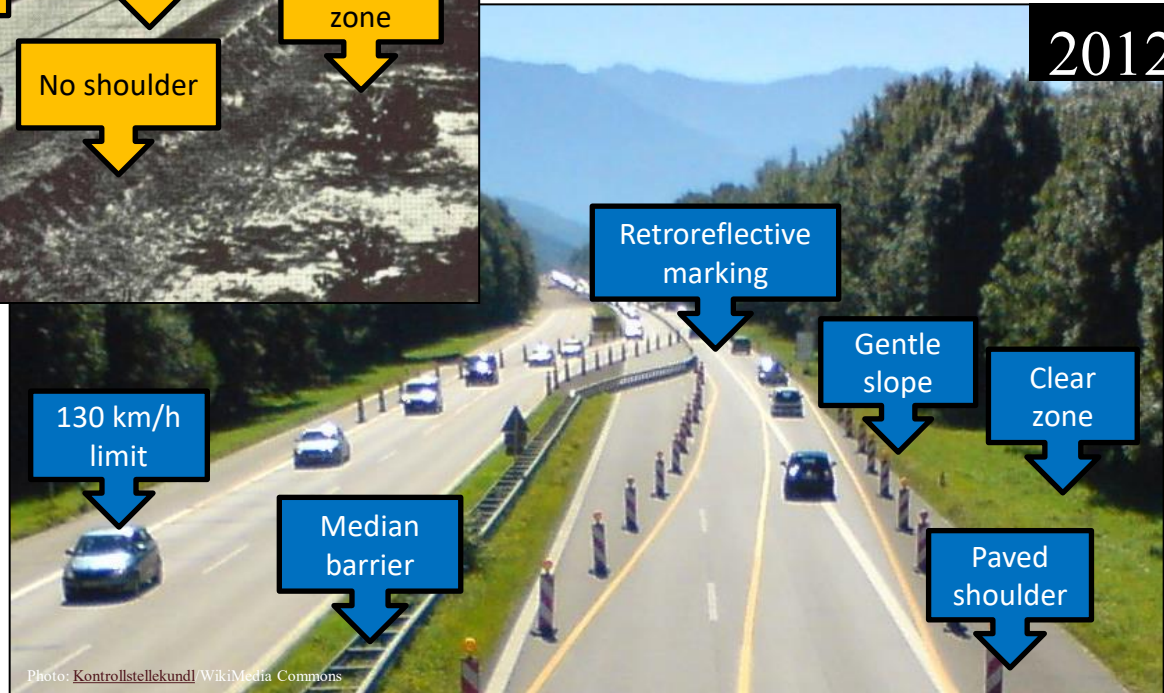 zone
2012
No shoulder
Retroreflective
marking
Gentle
slope
Clear
zone
130 km/h
limit
Median
barrier
Paved
shoulder
Photo: Kontrollstellekundl/WikiMedia Commons